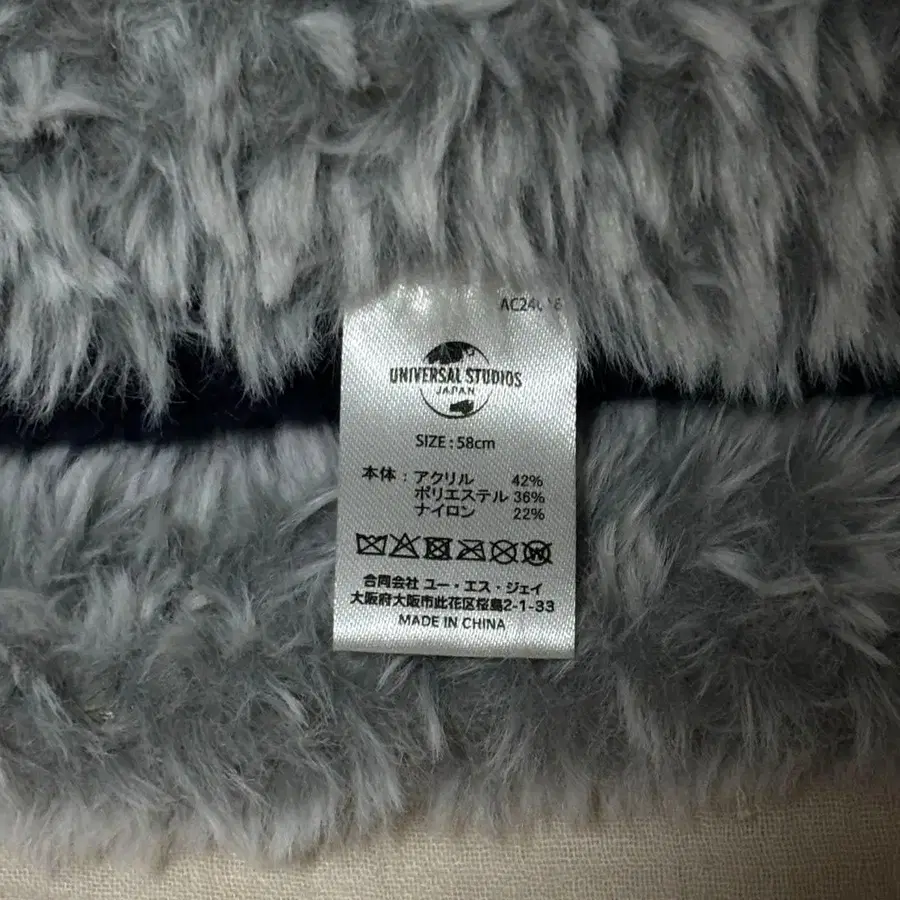 UNIVERSAL STUDIOS
JAPAN
SIZE : 58cm
本体 : アクリル 42%
ポリエステル 36%
ナイロン 22%
合同会社 ユー・エス・ジェイ
大阪府大阪市此花区桜島2-1-33
MADE IN CHINA